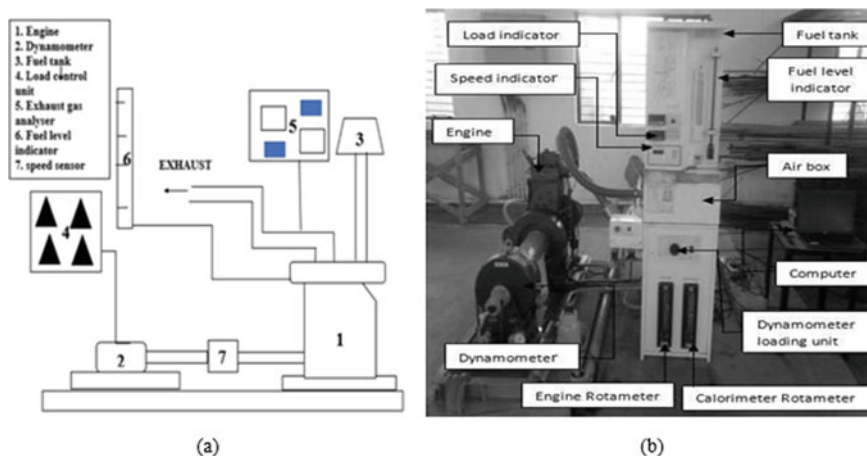 1. Engine
2. Dynamometer
3. Fuel tank
4. Load control
unit
5. Exhaust gas
analyser
6. Fuel level
indicator
7. speed sensor
6
EXHAUST
5
3
4
2
7
1
(a)
Load indicator
Speed indicator
Engine
Fuel tank
Fuel level
indicator
Air box
Computer
Dynamometer
loading unit
Dynamometer
Engine Rotameter
Calorimeter Rotameter
(b)